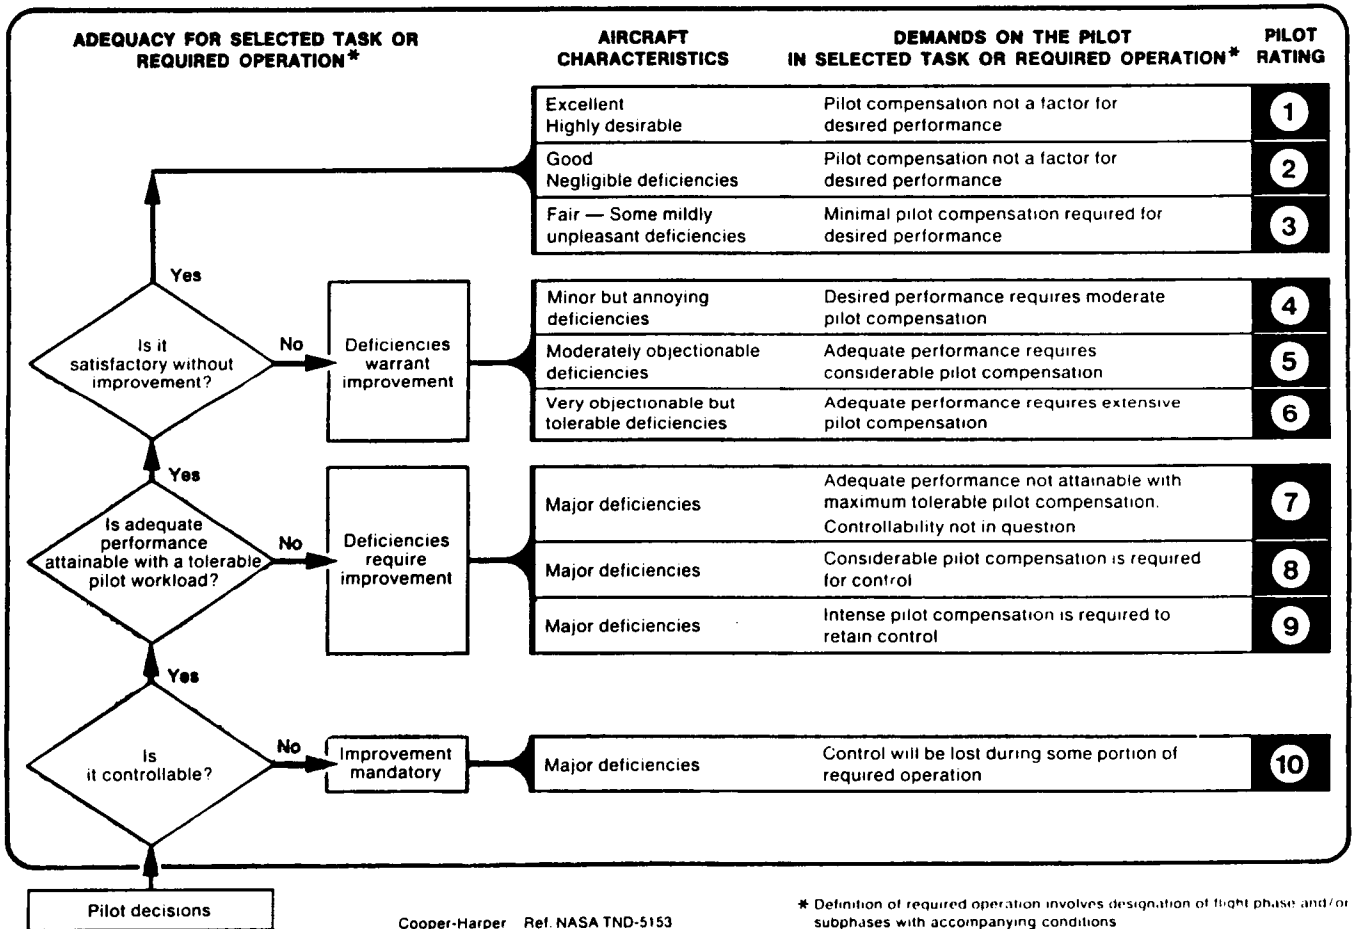 ADEQUACY FOR SELECTED TASK OR
REQUIRED OPERATION*
AIRCRAFT
CHARACTERISTICS
DEMANDS ON THE PILOT
IN SELECTED TASK OR REQUIRED OPERATION*
PILOT
RATING
Excellent
Highly desirable
Pilot compensation not a factor for
desired performance
1
Good
Negligible deficiencies
Pilot compensation not a factor for
desired performance
2
Fair — Some mildly
unpleasant deficiencies
Minimal pilot compensation required for
desired performance
3
Yes
Is it
satisfactory without
improvement?
No
Deficiencies
warrant
improvement
Minor but annoying
deficiencies
Desired performance requires moderate
pilot compensation
4
Moderately objectionable
deficiencies
Adequate performance requires
considerable pilot compensation
5
Very objectionable but
tolerable deficiencies
Adequate performance requires extensive
pilot compensation
6
Yes
Is adequate
performance
attainable with a tolerable
pilot workload?
No
Deficiencies
require
improvement
Major deficiencies
Adequate performance not attainable with
maximum tolerable pilot compensation.
Controllability not in question
7
Major deficiencies
Considerable pilot compensation is required
for control
8
Major deficiencies
Intense pilot compensation is required to
retain control
9
Yes
Is
it controllable?
No
Improvement
mandatory
Major deficiencies
Control will be lost during some portion of
required operation
10
Pilot decisions
Cooper-Harper Ref. NASA TND-5153
* Definition of required operation involves designation of flight phase and/or
subphases with accompanying conditions